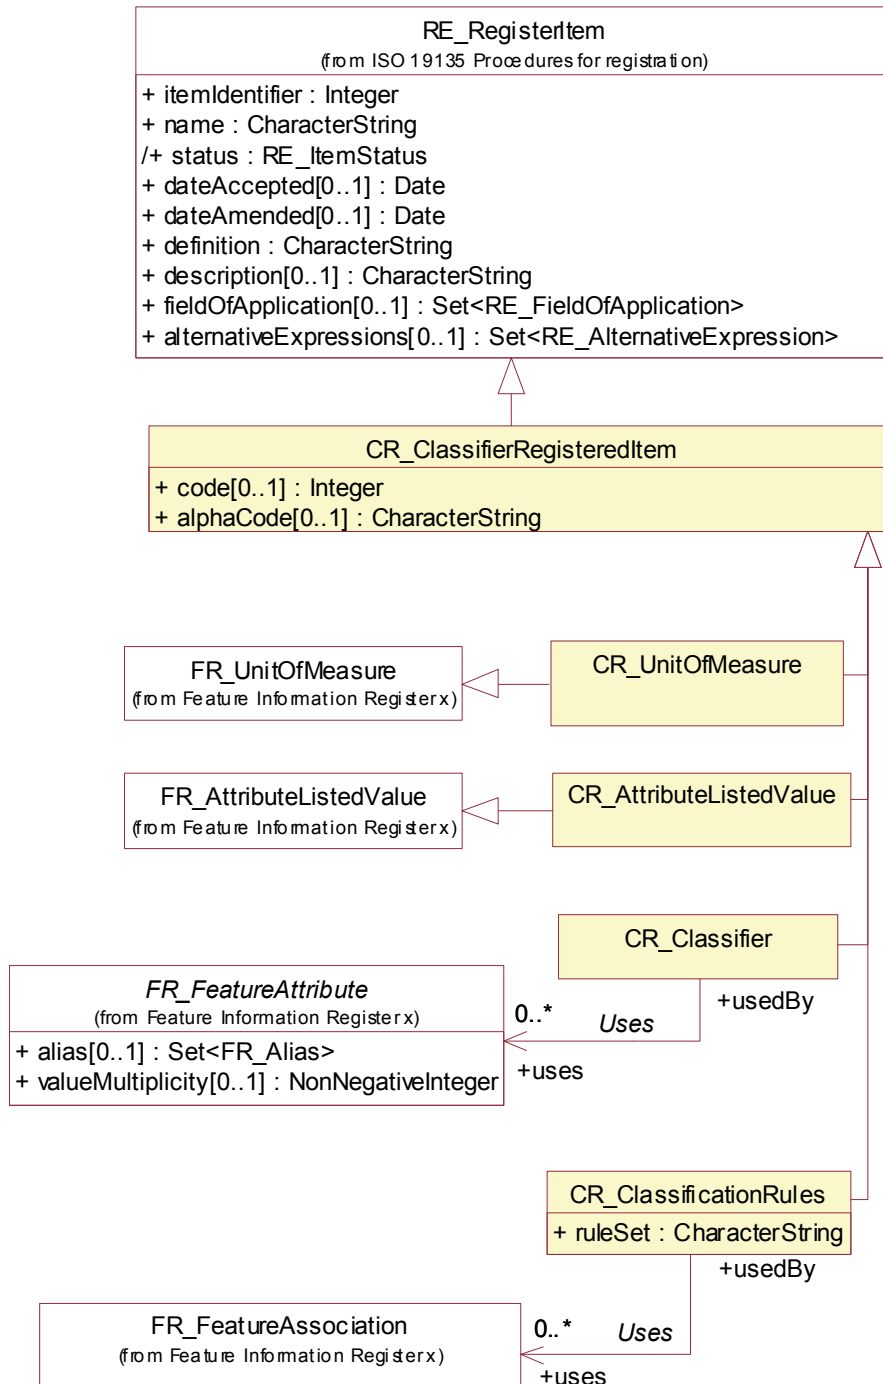 RE_RegisterItem
(from ISO 19135 Procedures for registration)
+ itemIdentifier : Integer
+ name : CharacterString
/+ status : RE_ItemStatus
+ dateAccepted[0..1] : Date
+ dateAmended[0..1] : Date
+ definition : CharacterString
+ description[0..1] : CharacterString
+ fieldOfApplication[0..1] : Set<RE_FieldOfApplication>
+ alternativeExpressions[0..1] : Set<RE_AlternativeExpression>
CR_ClassifierRegisteredItem
+ code[0..1] : Integer
+ alphaCode[0..1] : CharacterString
FR_UnitOfMeasure
(from Feature Information Registerx)
CR_UnitOfMeasure
FR_AttributeListedValue
(from Feature Information Registerx)
CR_AttributeListedValue
CR_Classifier
+usedBy
0..*
Uses
+uses
FR_FeatureAttribute
(from Feature Information Registerx)
+ alias[0..1] : Set<FR_Alias>
+ valueMultiplicity[0..1] : NonNegativeInteger
CR_ClassificationRules
+ ruleSet : CharacterString
+usedBy
0..*
Uses
+uses
FR_FeatureAssociation
(from Feature Information Registerx)